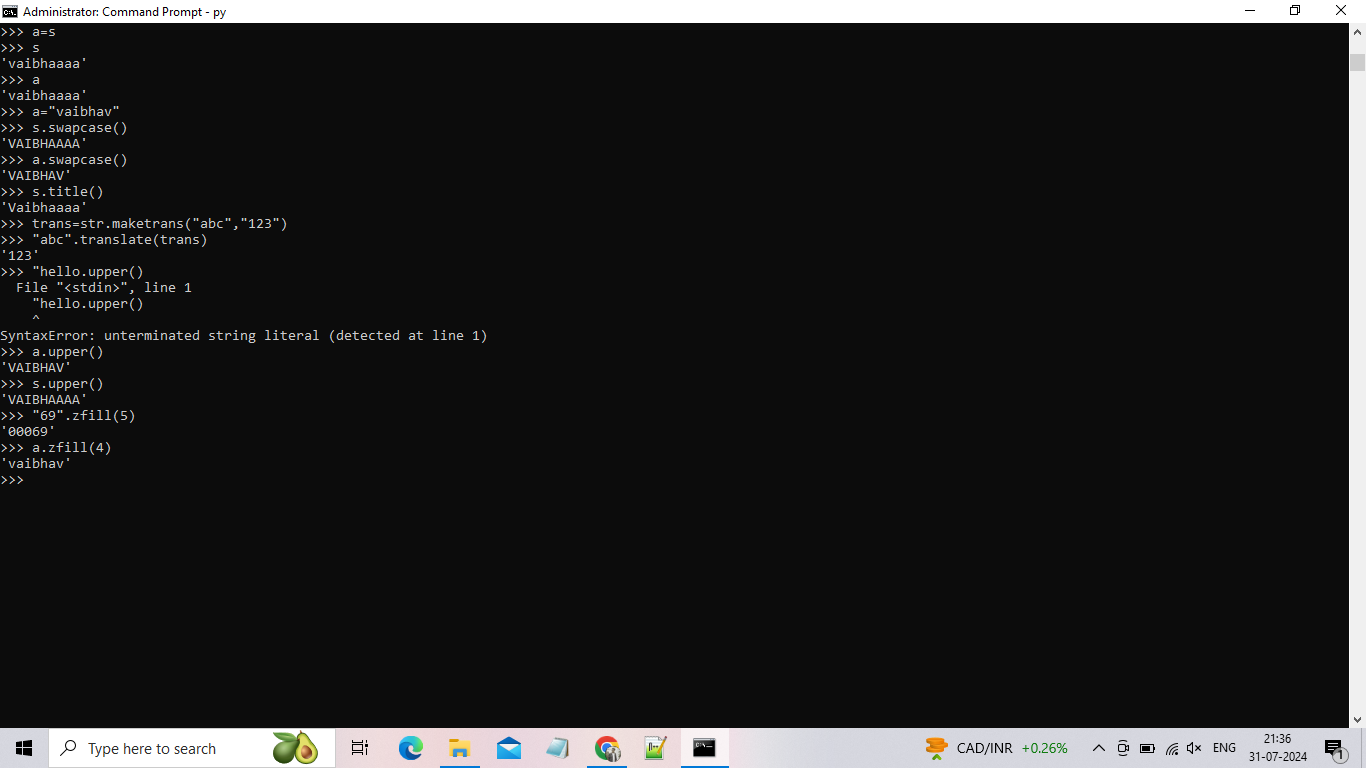 Administrator: Command Prompt - py
>>> a=s
>>> s
'vaibhaaaa'
>>> a
'vaibhaaaa'
>>> a="vaibhav"
>>> s.swapcase()
'VAIBHAAAA'
>>> a.swapcase()
'VAIBHAV'
>>> s.title()
'Vaibhaaaa'
>>> trans=str.maketrans("abc","123")
>>> "abc".translate(trans)
'123'
>>> "hello.upper()
  File "<stdin>", line 1
    "hello.upper()
    ^
SyntaxError: unterminated string literal (detected at line 1)
>>> a.upper()
'VAIBHAV'
>>> s.upper()
'VAIBHAAAA'
>>> "69".zfill(5)
'00069'
>>> a.zfill(4)
'vaibhav'
>>>
Type here to search
CAD/INR +0.26%
ENG
21:36
31-07-2024
1